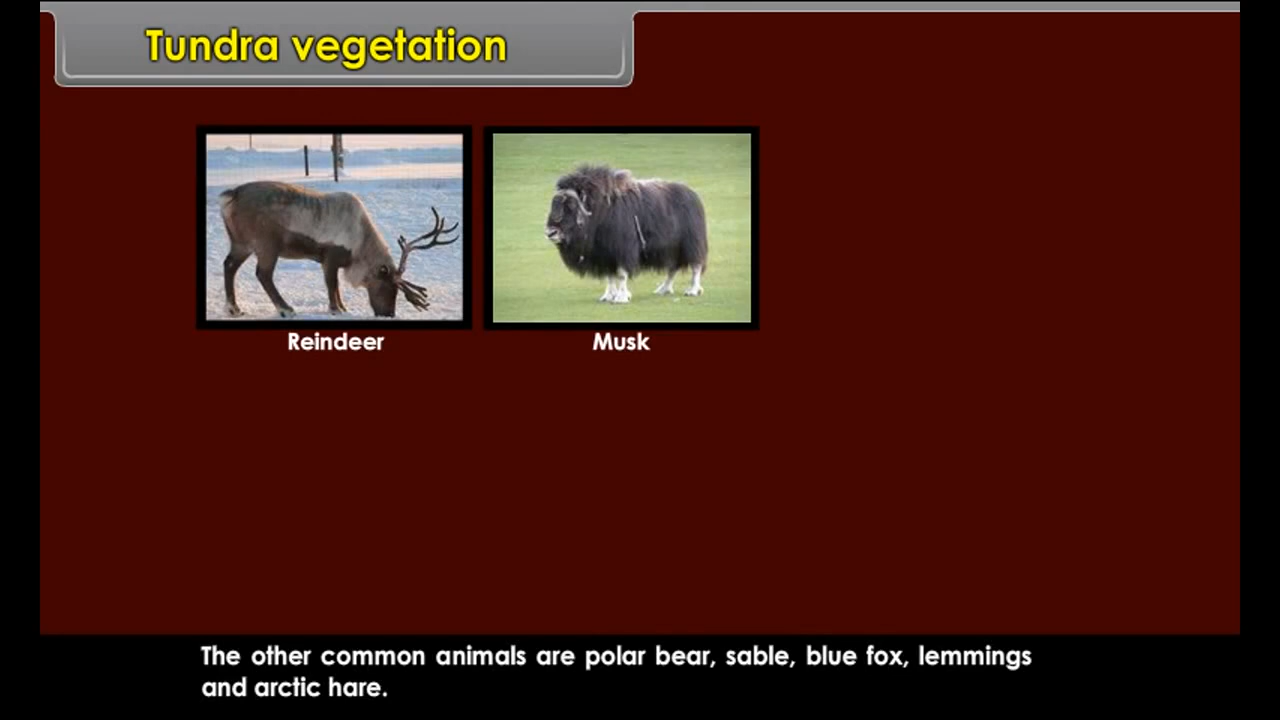 Tundra vegetation
Reindeer
Musk
The other common animals are polar bear, sable, blue fox, lemmings
and arctic hare.